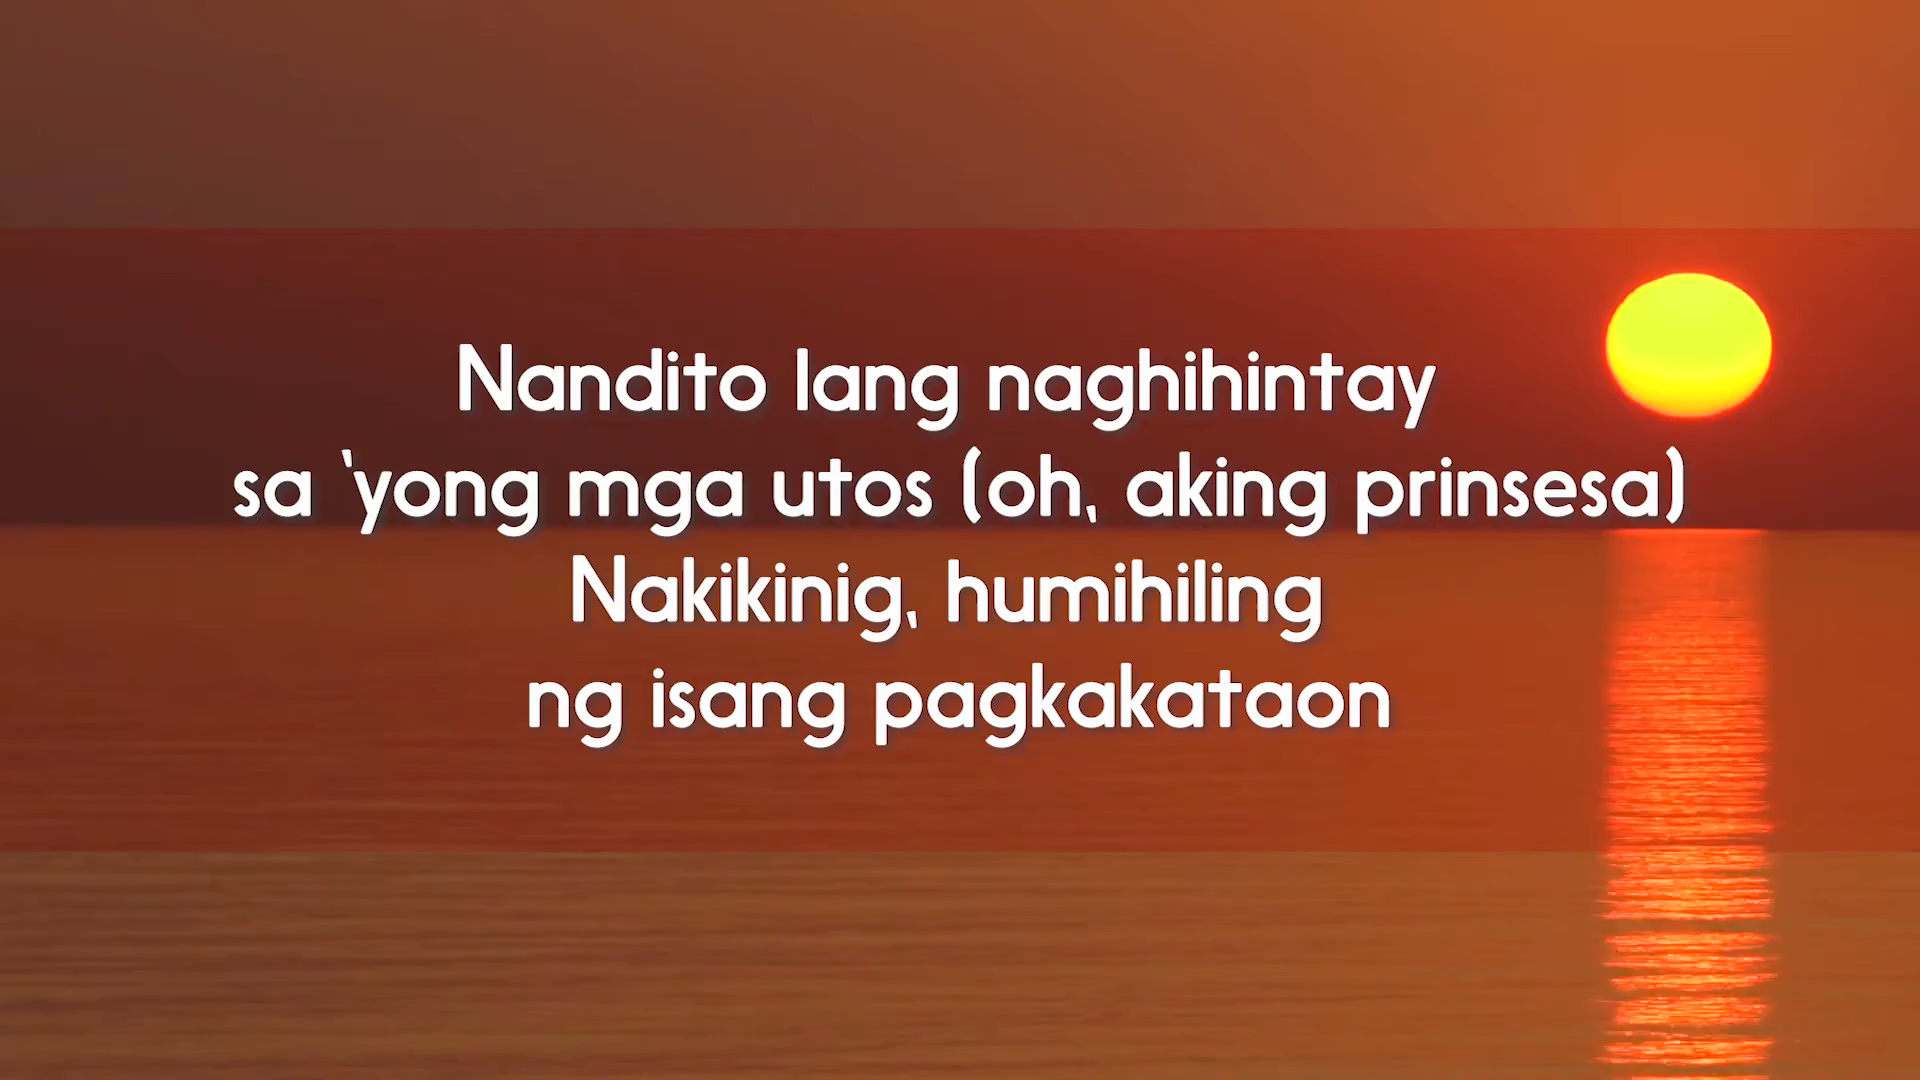 Nandito lang naghihintay
sa 'yong mga utos (oh, aking prinsesa)
Nakikinig, humihiling
ng isang pagkakataon